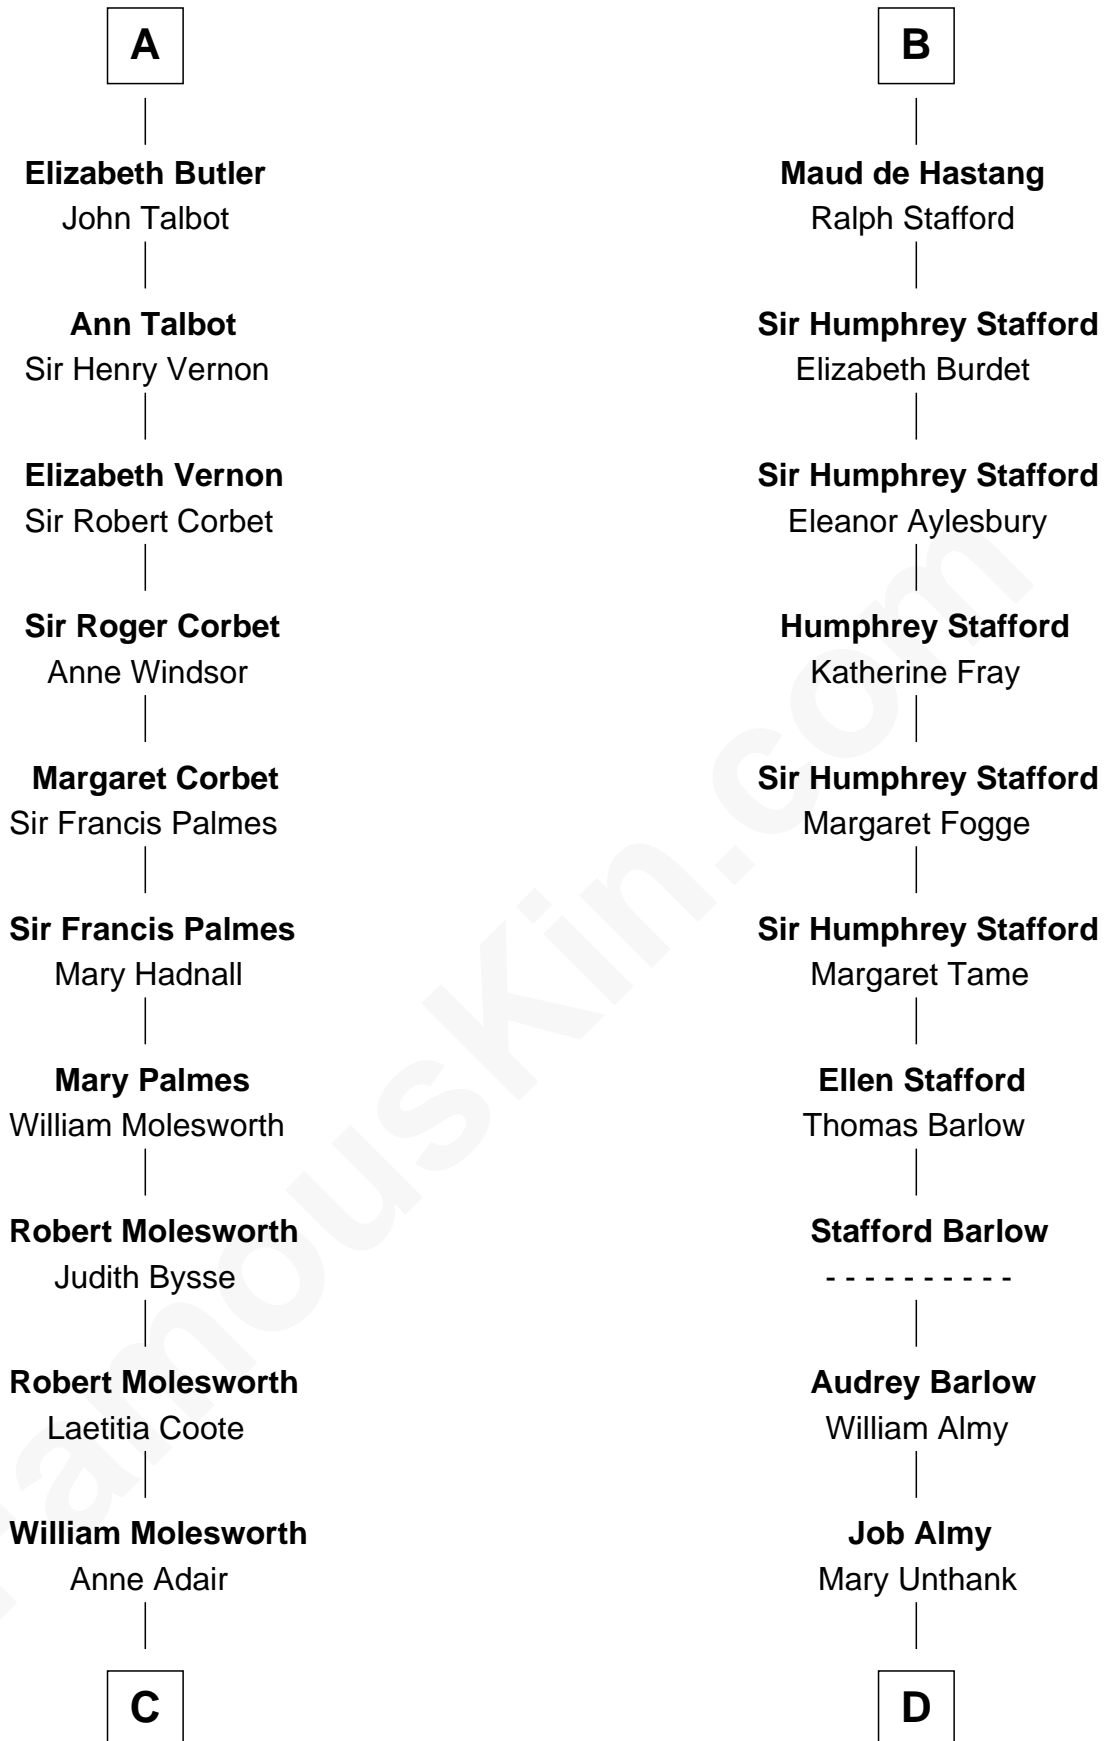 A
Elizabeth Butler
John Talbot
Ann Talbot
Sir Henry Vernon
Elizabeth Vernon
Sir Robert Corbet
Sir Roger Corbet
Anne Windsor
Margaret Corbet
Sir Francis Palmes
Sir Francis Palmes
Mary Hadnall
Mary Palmes
William Molesworth
Robert Molesworth
Judith Bysse
Robert Molesworth
Laetitia Coote
William Molesworth
Anne Adair
C
B
Maud de Hastang
Ralph Stafford
Sir Humphrey Stafford
Elizabeth Burdet
Sir Humphrey Stafford
Eleanor Aylesbury
Humphrey Stafford
Katherine Fray
Sir Humphrey Stafford
Margaret Fogge
Sir Humphrey Stafford
Margaret Tame
Ellen Stafford
Thomas Barlow
Stafford Barlow
- - - - - - - - - -
Audrey Barlow
William Almy
Job Almy
Mary Unthank
D
FamousKin.com